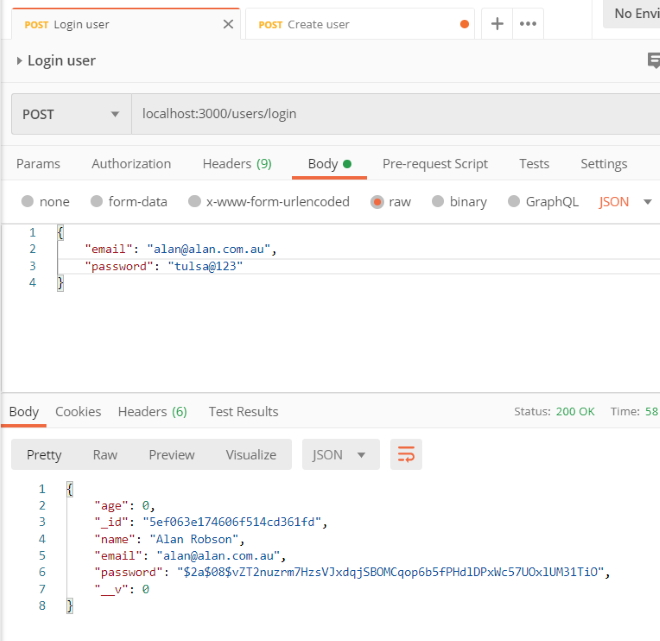 POST Login user
POST Create user
No Envi
Login user
POST localhost:3000/users/login
Params Authorization Headers (9) Body Pre-request Script Tests Settings
none form-data x-www-form-urlencoded raw binary GraphQL JSON
1 {
2 "email": "alan@alan.com.au",
3 "password": "tulsa@123"
4 }
Body Cookies Headers (6) Test Results Status: 200 OK Time: 58
Pretty Raw Preview Visualize JSON
1 {
2 "age": 0,
3 "_id": "5ef063e174606f514cd361fd",
4 "name": "Alan Robson",
5 "email": "alan@alan.com.au",
6 "password": "$2a$08$vZT2nuzrm7HzsVJxdqjSBOMCqop6b5fPHdlDPxWc57UOxlUM31TiO",
7 "__v": 0
8 }